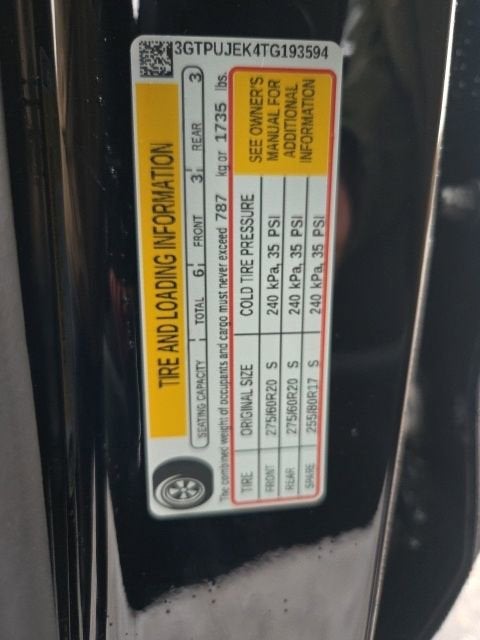 3GTPUJEK4TG193594
TIRE AND LOADING INFORMATION
SEATING CAPACITY TOTAL 6 FRONT 3 REAR 3
The combined weight of occupants and cargo must never exceed 787 kg or 1735 lbs.
TIRE ORIGINAL SIZE COLD TIRE PRESSURE
FRONT 275/60R20 S 240 kPa, 35 PSI
REAR 275/60R20 S 240 kPa, 35 PSI
SPARE 255/80R17 S 240 kPa, 35 PSI
SEE OWNER'S
MANUAL FOR
ADDITIONAL
INFORMATION